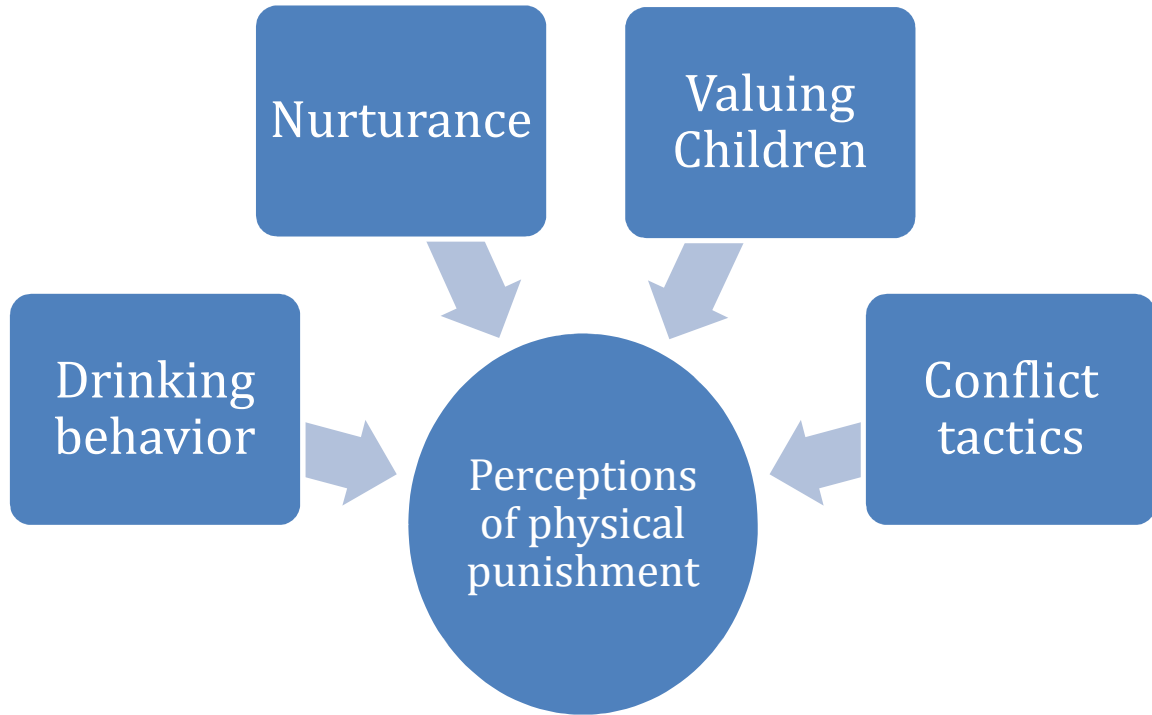 Nurturance
Valuing
Children
Drinking
behavior
Conflict
tactics
Perceptions
of physical
punishment